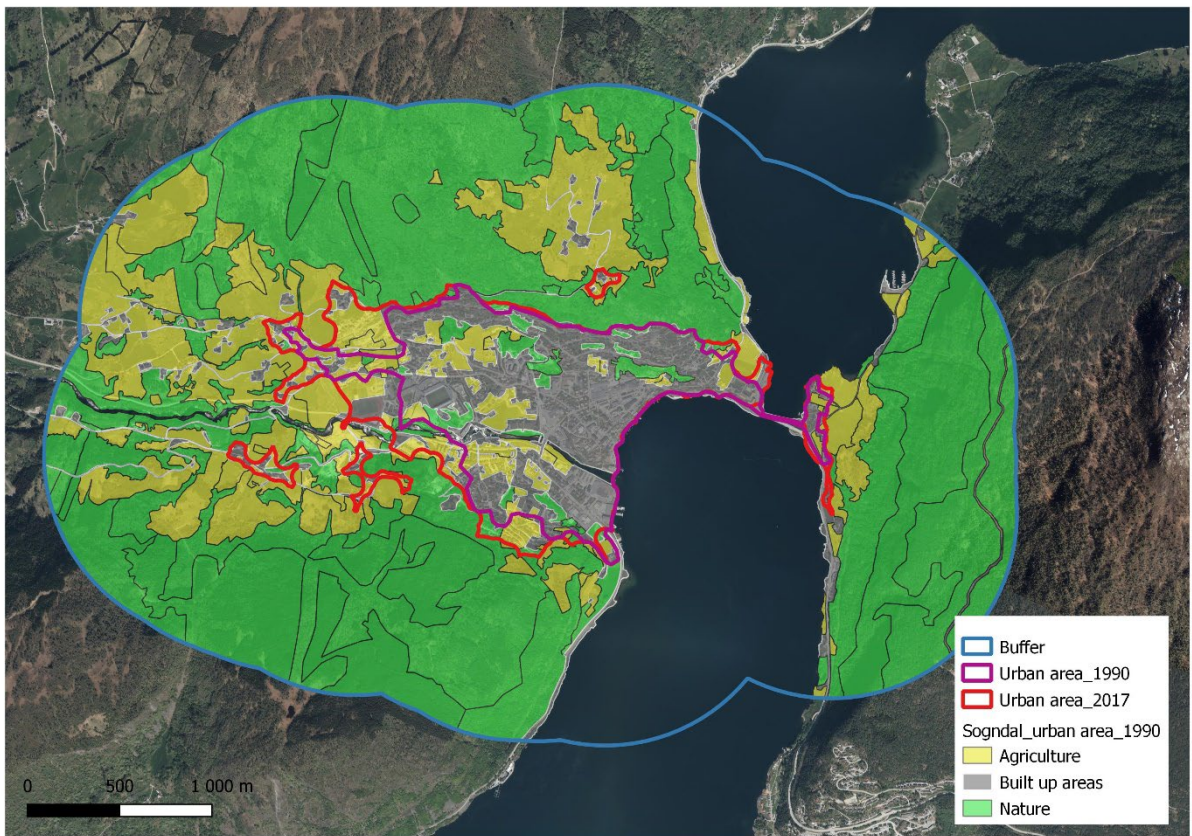 Buffer
Urban area_1990
Urban area_2017
Sogndal_urban area_1990
Agriculture
Built up areas
Nature
0 500 1 000 m